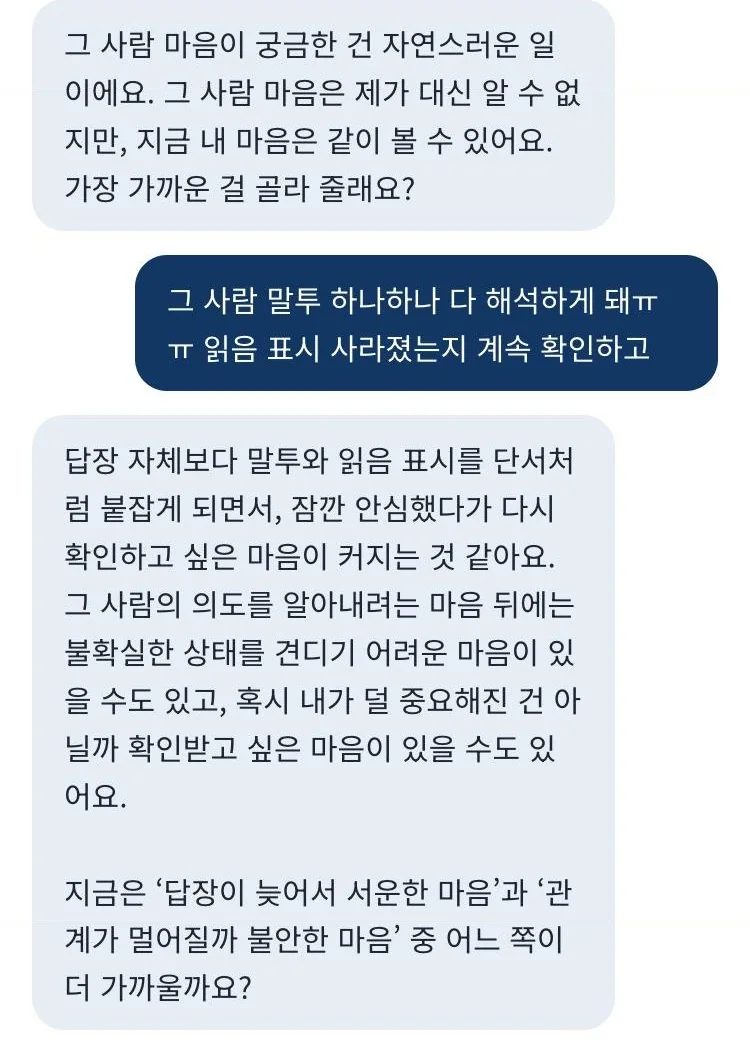 그 사람 마음이 궁금한 건 자연스러운 일
이에요. 그 사람 마음은 제가 대신 알 수 없
지만, 지금 내 마음은 같이 볼 수 있어요.
가장 가까운 걸 골라 줄래요?
그 사람 말투 하나하나 다 해석하게 돼ㅠ
ㅠ 읽음 표시 사라졌는지 계속 확인하고
답장 자체보다 말투와 읽음 표시를 단서처
럼 붙잡게 되면서, 잠깐 안심했다가 다시
확인하고 싶은 마음이 커지는 것 같아요.
그 사람의 의도를 알아내려는 마음 뒤에는
불확실한 상태를 견디기 어려운 마음이 있
을 수도 있고, 혹시 내가 덜 중요해진 건 아
닐까 확인받고 싶은 마음이 있을 수도 있
어요.
지금은 ‘답장이 늦어서 서운한 마음’과 ‘관
계가 멀어질까 불안한 마음’ 중 어느 쪽이
더 가까울까요?